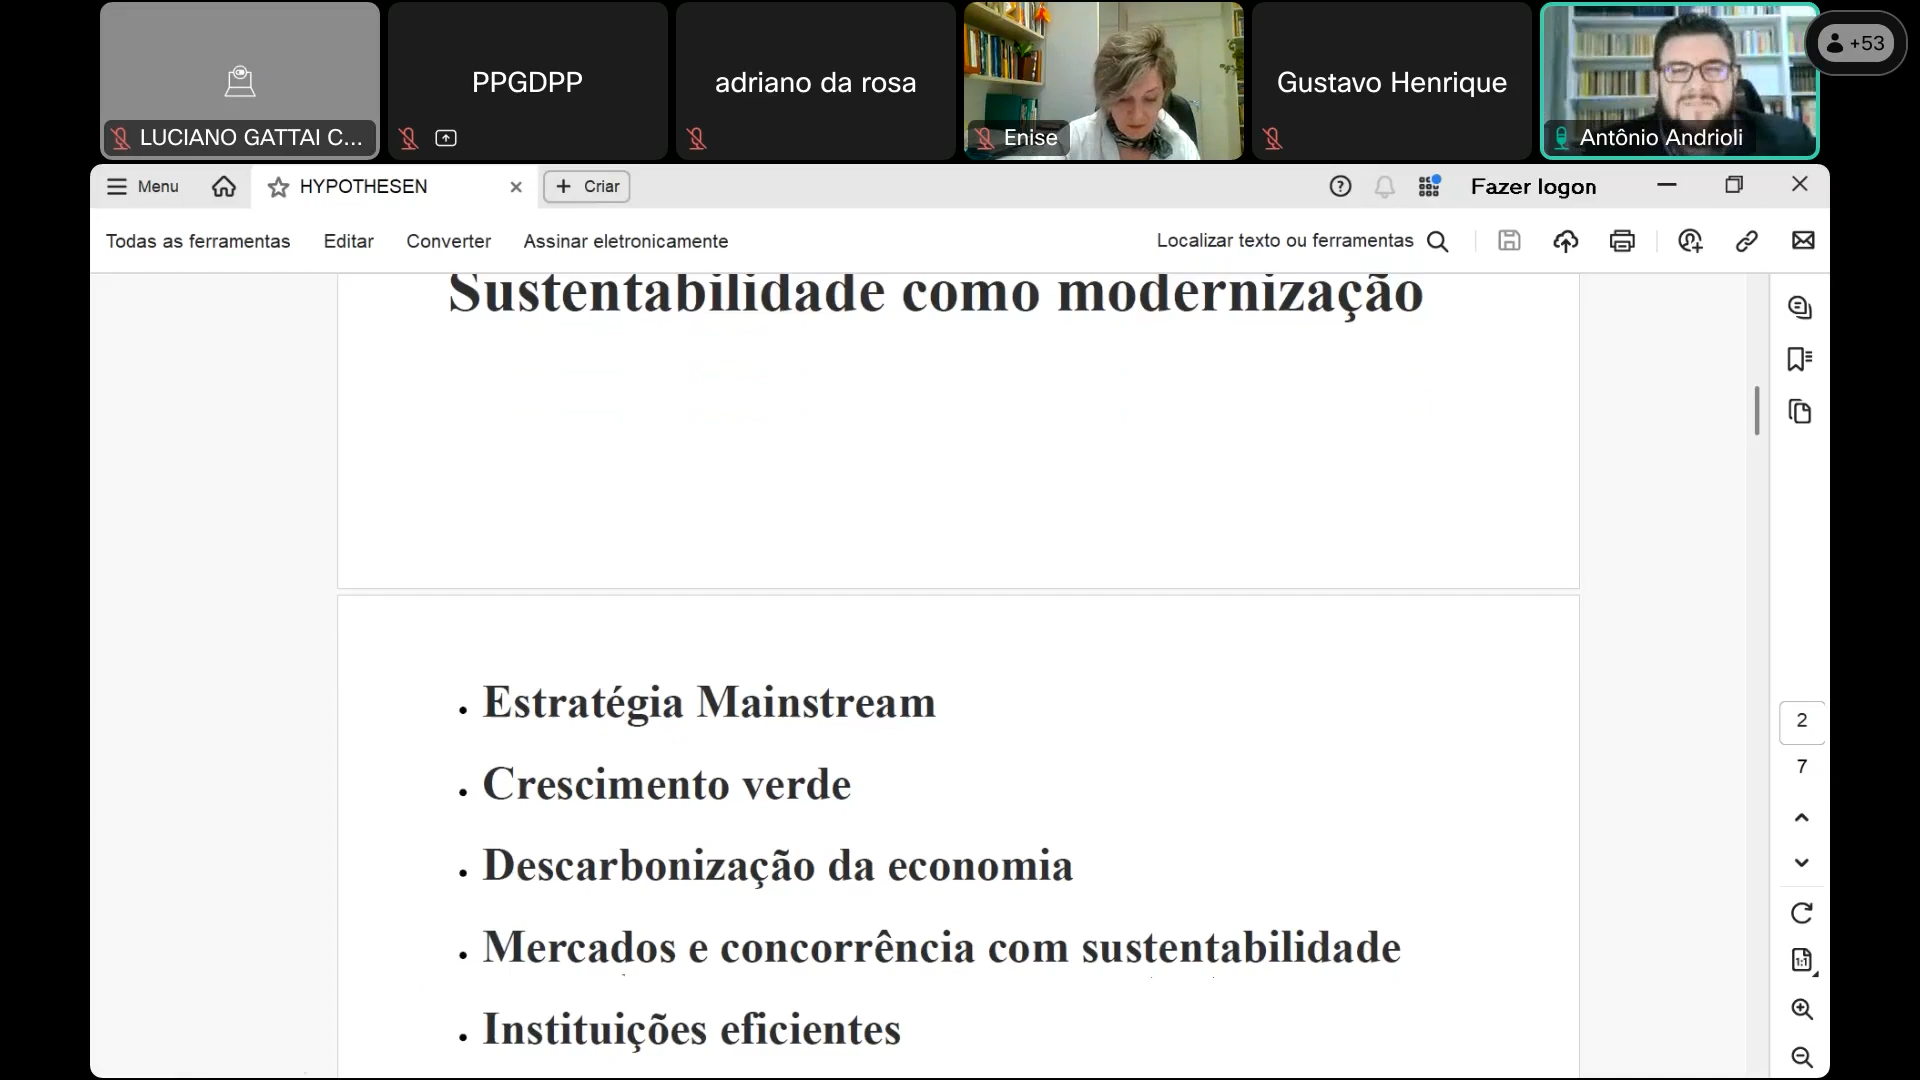 LUCIANO GATTAI C...
PPGDPP
adriano da rosa
Enise
Gustavo Henrique
Antônio Andrioli
+53
Menu
HYPOTHESEN
Criar
Fazer logon
Todas as ferramentas
Editar
Converter
Assinar eletronicamente
Localizar texto ou ferramentas
Sustentabilidade como modernização
• Estratégia Mainstream
• Crescimento verde
• Descarbonização da economia
• Mercados e concorrência com sustentabilidade
• Instituições eficientes
2
7
1:1